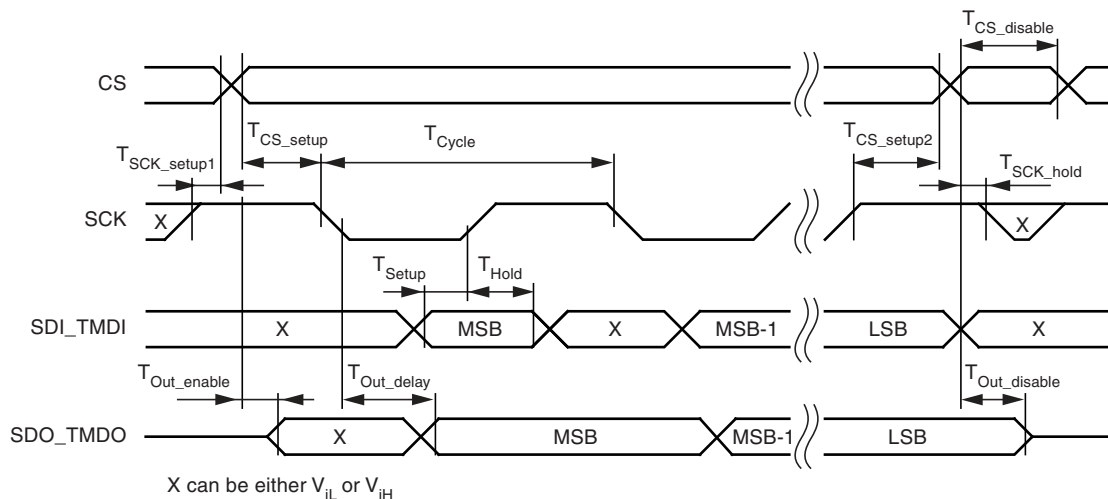 T_CS_disable
CS
T_CS_setup
T_Cycle
T_CS_setup2
T_SCK_setup1
T_SCK_hold
SCK
X
X
T_Setup
T_Hold
SDI_TMDI
X
MSB
X
MSB-1
LSB
X
T_Out_enable
T_Out_delay
T_Out_disable
SDO_TMDO
X
MSB
MSB-1
LSB
X can be either V_iL or V_iH